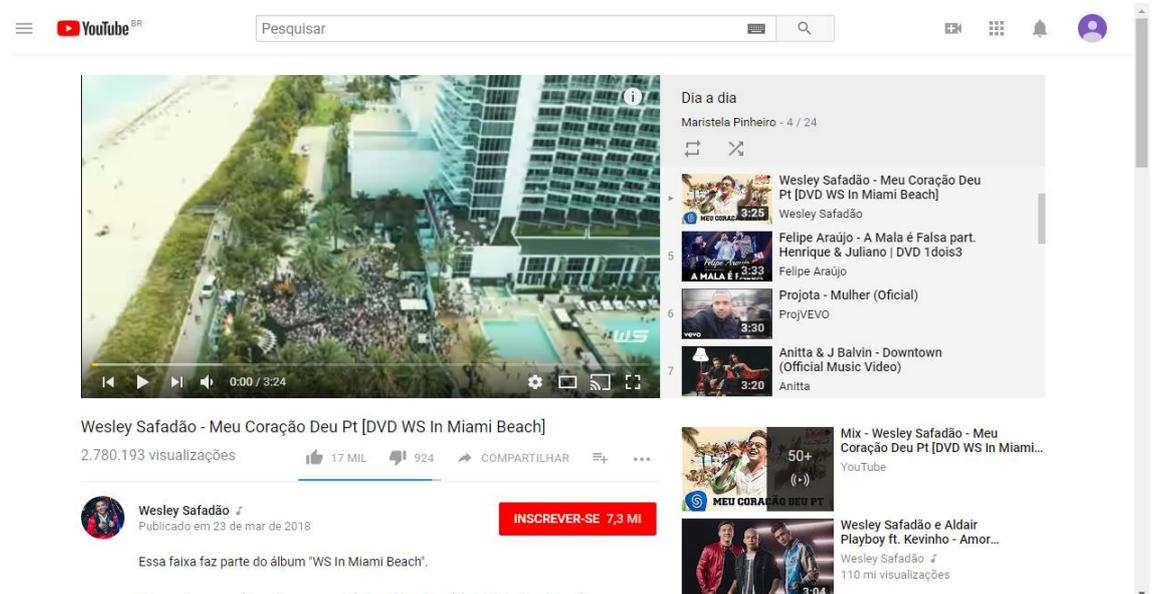 YouTube BR
Pesquisar
WS
0:00 / 3:24
Wesley Safadão - Meu Coração Deu Pt [DVD WS In Miami Beach]
2.780.193 visualizações
17 MIL
924
COMPARTILHAR
Wesley Safadão
Publicado em 23 de mar de 2018
INSCREVER-SE 7,3 MI
Essa faixa faz parte do álbum "WS In Miami Beach".
Dia a dia
Maristela Pinheiro - 4 / 24
3:25
Wesley Safadão - Meu Coração Deu
Pt [DVD WS In Miami Beach]
Wesley Safadão
5
A MALA É
3:33
Felipe Araújo - A Mala é Falsa part.
Henrique & Juliano | DVD 1dois3
Felipe Araújo
6
vevo
3:30
Projota - Mulher (Oficial)
ProjVEVO
7
3:20
Anitta & J Balvin - Downtown
(Official Music Video)
Anitta
50+
MEU CORAÇÃO DEU PT
Mix - Wesley Safadão - Meu
Coração Deu Pt [DVD WS In Miami...
YouTube
3:04
Wesley Safadão e Aldair
Playboy ft. Kevinho - Amor...
Wesley Safadão
110 mi visualizações